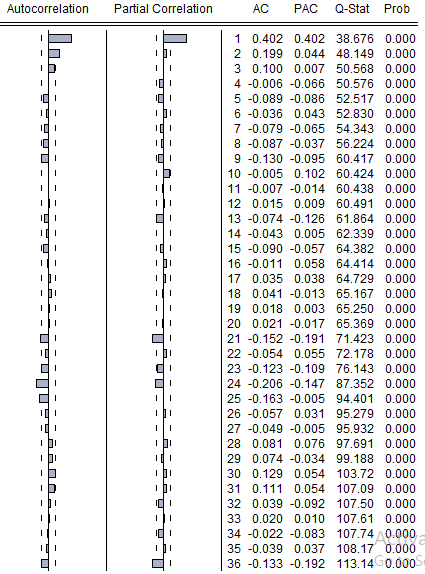 Autocorrelation Partial Correlation AC PAC Q-Stat Prob
1 0.402 0.402 38.676 0.000
2 0.199 0.044 48.149 0.000
3 0.100 0.007 50.568 0.000
4 -0.006 -0.066 50.576 0.000
5 -0.089 -0.086 52.517 0.000
6 -0.036 0.043 52.830 0.000
7 -0.079 -0.065 54.343 0.000
8 -0.087 -0.037 56.224 0.000
9 -0.130 -0.095 60.417 0.000
10 -0.005 0.102 60.424 0.000
11 -0.007 -0.014 60.438 0.000
12 0.015 0.009 60.491 0.000
13 -0.074 -0.126 61.864 0.000
14 -0.043 0.005 62.339 0.000
15 -0.090 -0.057 64.382 0.000
16 -0.011 0.058 64.414 0.000
17 0.035 0.038 64.729 0.000
18 0.041 -0.013 65.167 0.000
19 0.018 0.003 65.250 0.000
20 0.021 -0.017 65.369 0.000
21 -0.152 -0.191 71.423 0.000
22 -0.054 0.055 72.178 0.000
23 -0.123 -0.109 76.143 0.000
24 -0.206 -0.147 87.352 0.000
25 -0.163 -0.005 94.401 0.000
26 -0.057 0.031 95.279 0.000
27 -0.049 -0.005 95.932 0.000
28 0.081 0.076 97.691 0.000
29 0.074 -0.034 99.188 0.000
30 0.129 0.054 103.72 0.000
31 0.111 0.054 107.09 0.000
32 0.039 -0.092 107.50 0.000
33 0.020 0.010 107.61 0.000
34 -0.022 -0.083 107.74 0.000
35 -0.039 0.037 108.17 0.000
36 -0.133 -0.192 113.14 0.000